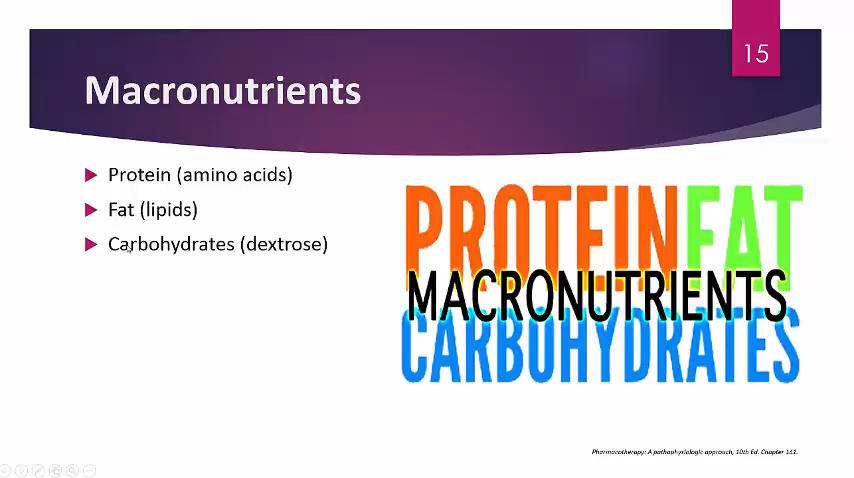 15
Macronutrients
Protein (amino acids)
Fat (lipids)
Carbohydrates (dextrose)
PROTEIN FAT
MACRONUTRIENTS
CARBOHYDRATES
Pharmacotherapy: A pathophysiologic approach, 10th Ed. Chapter 141.